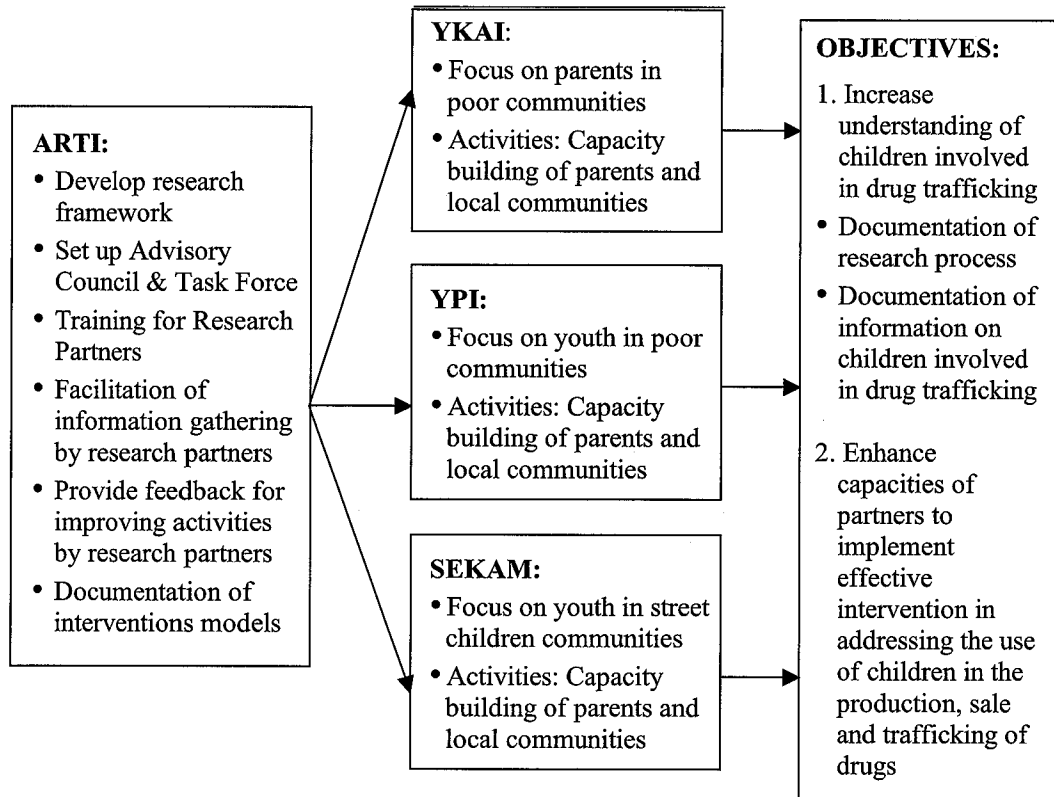 ARTI:
• Develop research
framework
• Set up Advisory
Council & Task Force
• Training for Research
Partners
• Facilitation of
information gathering
by research partners
• Provide feedback for
improving activities
by research partners
• Documentation of
interventions models
YKAI:
• Focus on parents in
poor communities
• Activities: Capacity
building of parents and
local communities
YPI:
• Focus on youth in poor
communities
• Activities: Capacity
building of parents and
local communities
SEKAM:
• Focus on youth in street
children communities
• Activities: Capacity
building of parents and
local communities
OBJECTIVES:
1. Increase
understanding of
children involved
in drug trafficking
• Documentation of
research process
• Documentation of
information on
children involved
in drug trafficking
2. Enhance
capacities of
partners to
implement
effective
intervention in
addressing the use
of children in the
production, sale
and trafficking of
drugs